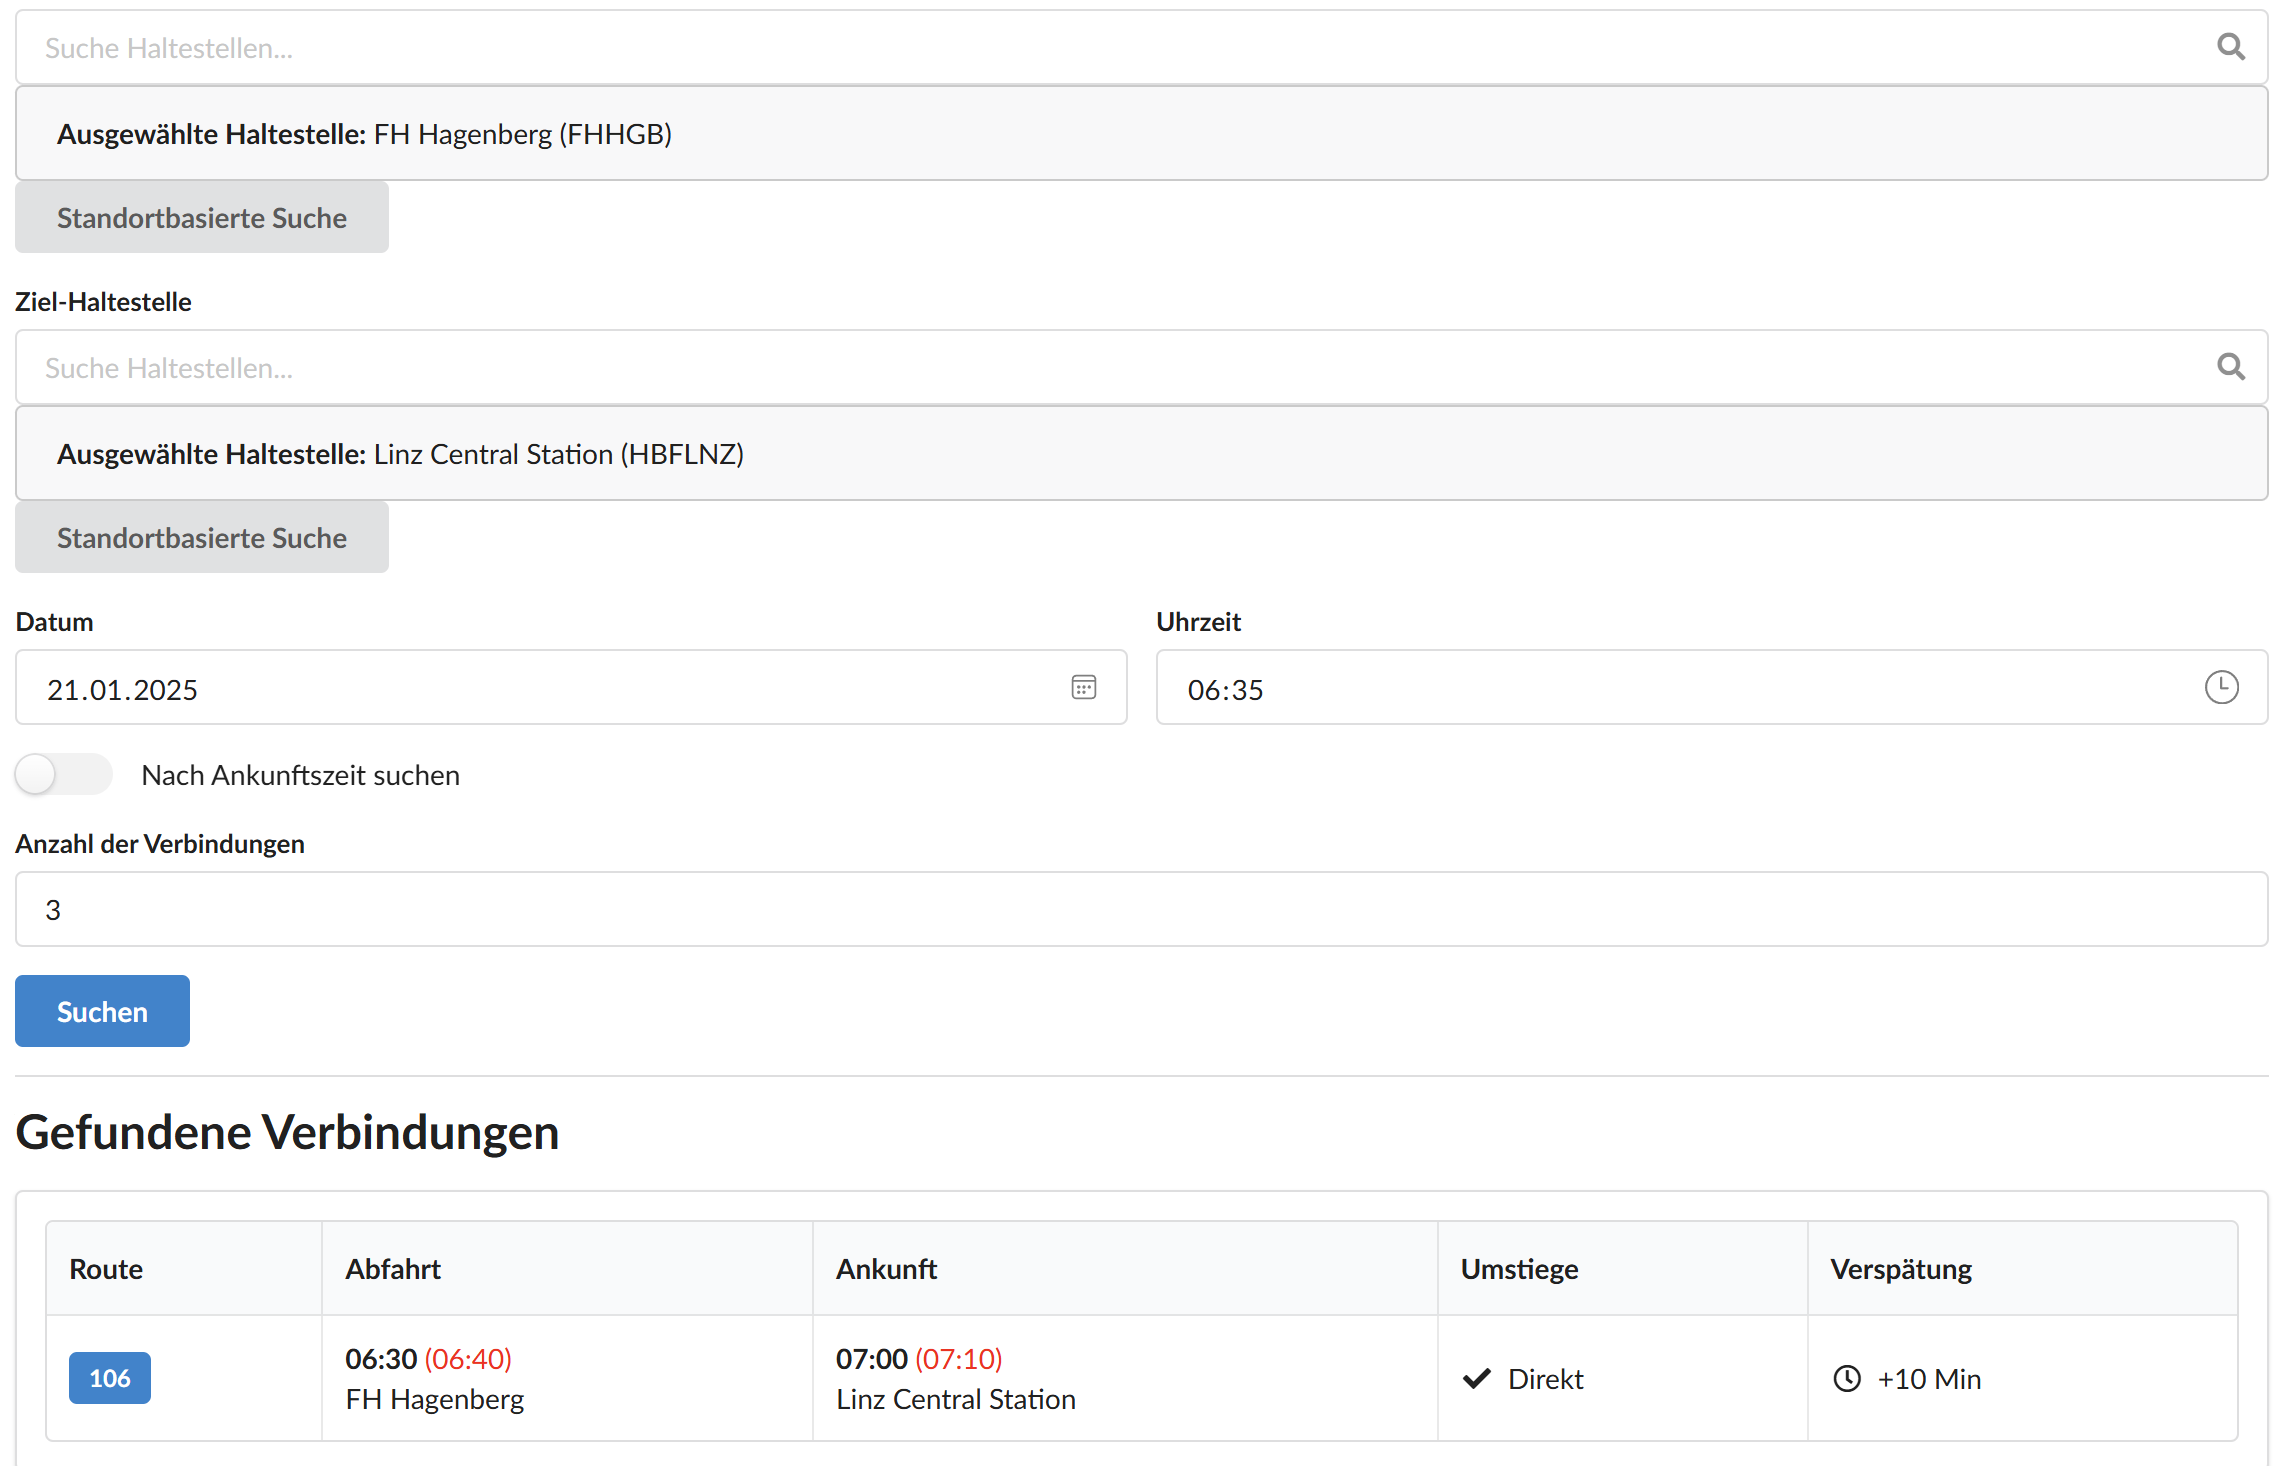 Suche Haltestellen...
Ausgewählte Haltestelle: FH Hagenberg (FHHGB)
Standortbasierte Suche
Ziel-Haltestelle
Suche Haltestellen...
Ausgewählte Haltestelle: Linz Central Station (HBFLNZ)
Standortbasierte Suche
Datum Uhrzeit
21.01.2025 06:35
Nach Ankunftszeit suchen
Anzahl der Verbindungen
3
Suchen
Gefundene Verbindungen
Route Abfahrt Ankunft Umstiege Verspätung
106 06:30 (06:40) FH Hagenberg 07:00 (07:10) Linz Central Station Direkt +10 Min